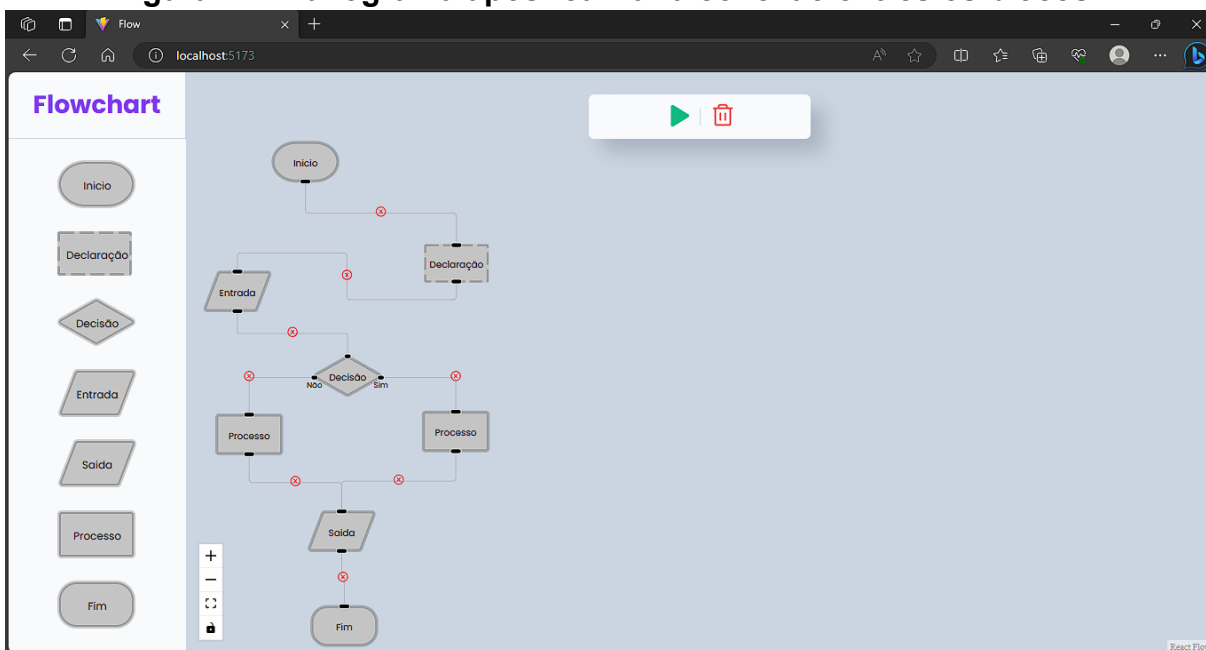 Flow
localhost:5173
Flowchart
Inicio
Declaração
Decisão
Entrada
Saida
Processo
Fim
Inicio
Declaração
Entrada
Decisão
Não
Sim
Processo
Processo
Saida
Fim
React Flow